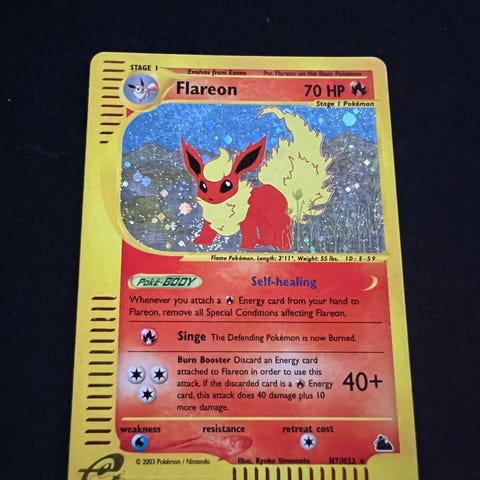 STAGE 1
Evolves from Eevee Put Flareon on the Basic Pokémon
Flareon 70 HP
Stage 1 Pokémon
Flame Pokémon, Length: 2'11", Weight: 55 lbs. ID: E-59
Poké-BODY Self-healing
Whenever you attach a Energy card from your hand to
Flareon, remove all Special Conditions affecting Flareon.
Singe The Defending Pokémon is now Burned.
Burn Booster Discard an Energy card
attached to Flareon in order to use this
attack. If the discarded card is a Energy
card, this attack does 40 damage plus 10
more damage.
40+
weakness resistance retreat cost
Illus. Kyoko Umemoto H7/H32
© 2003 Pokémon / Nintendo
e